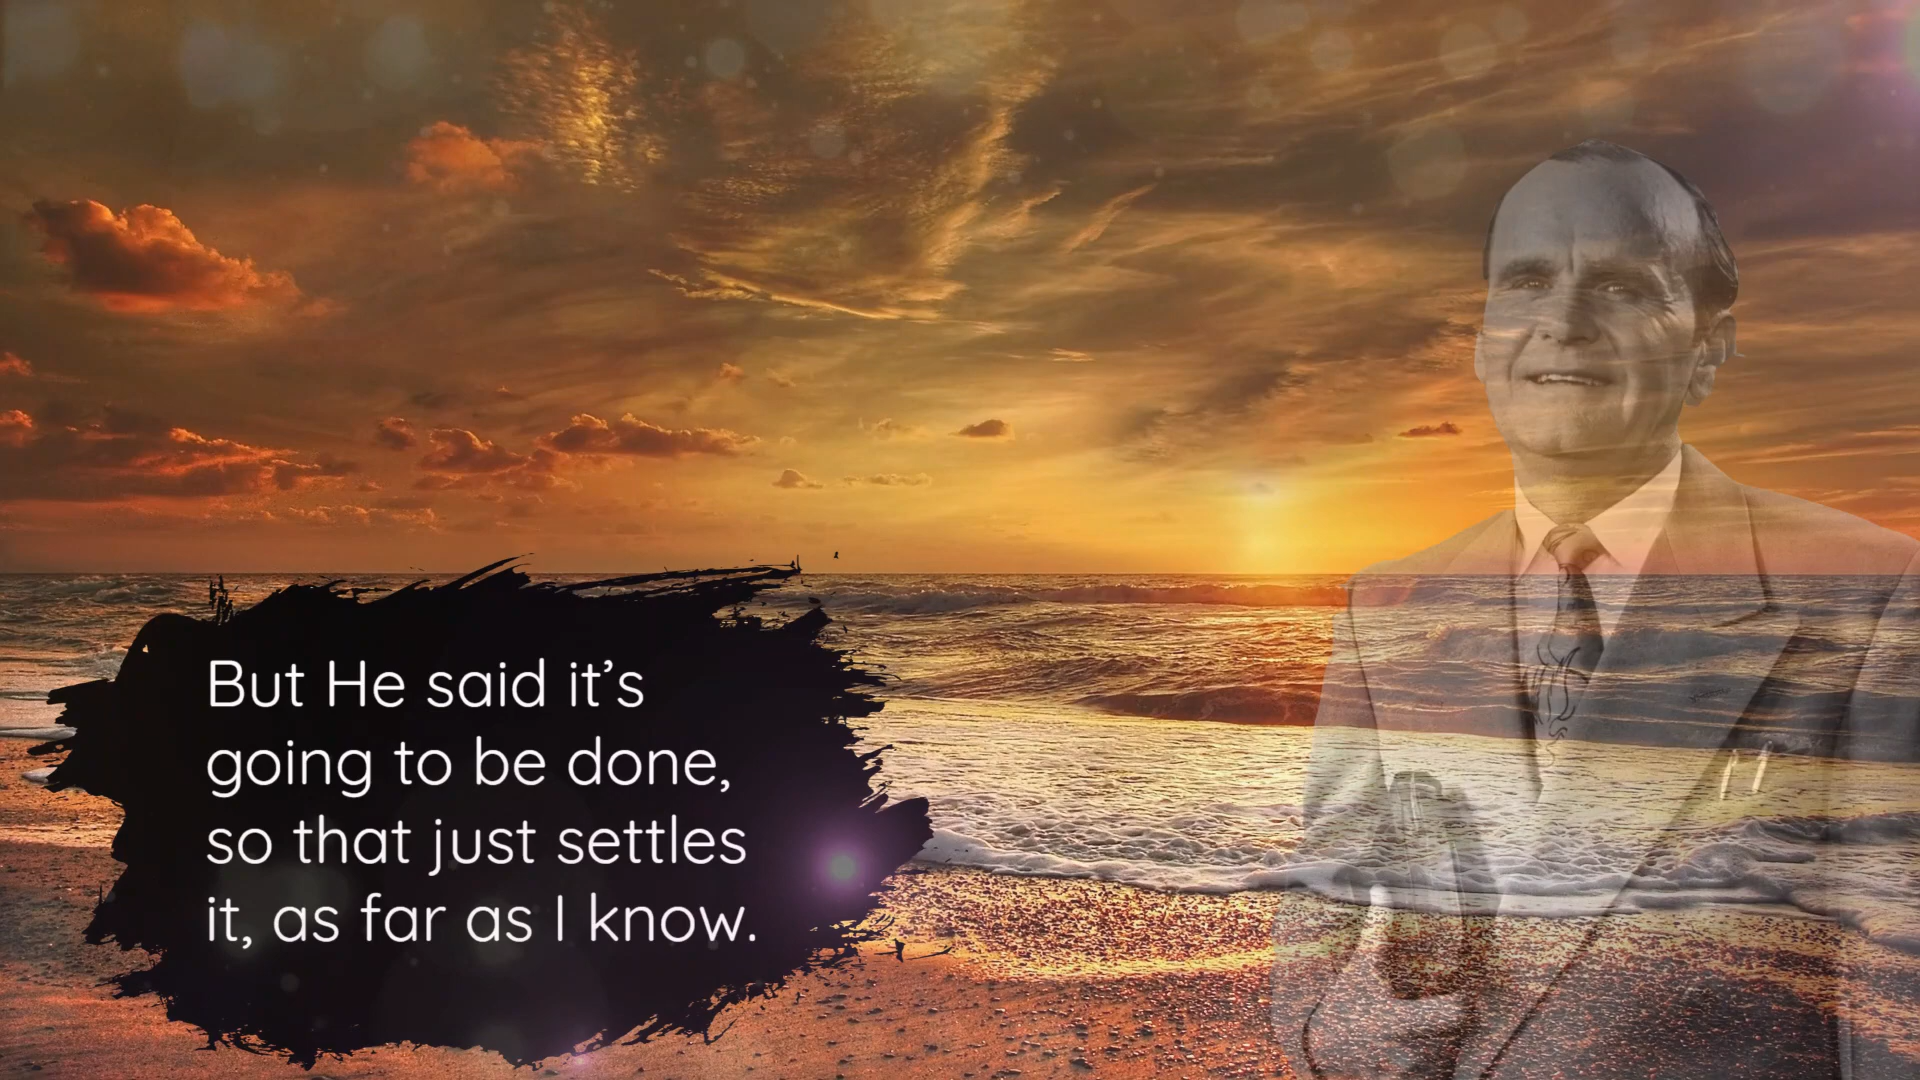 But He said it’s
going to be done,
so that just settles
it, as far as I know.